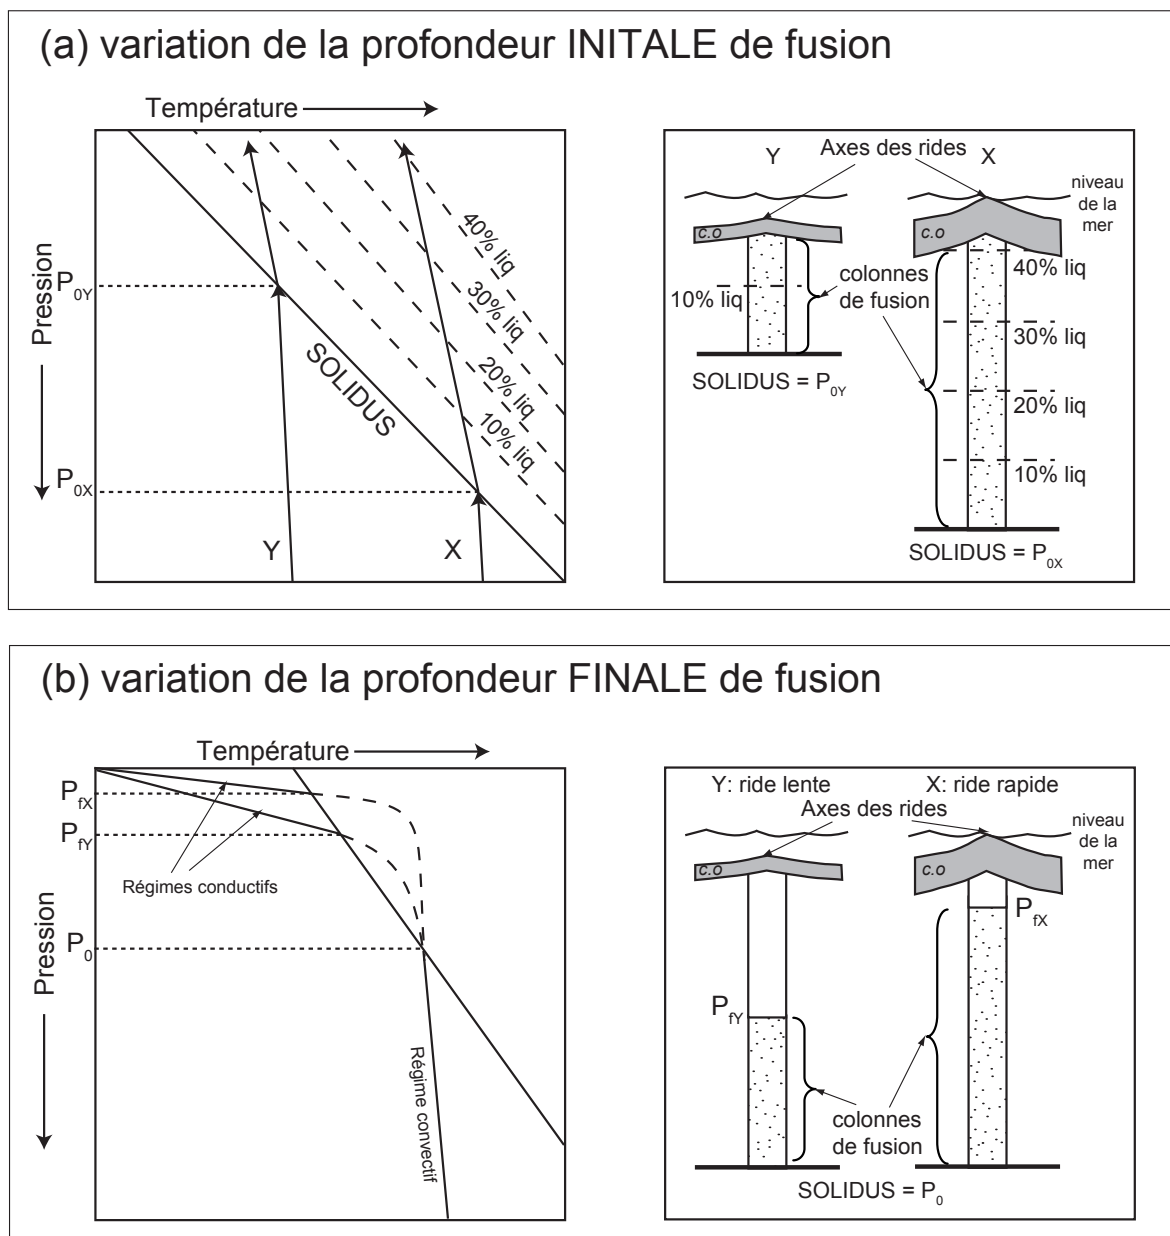 (a) variation de la profondeur INITALE de fusion
Température
Pression
P0Y
P0X
SOLIDUS
10% liq
20% liq
30% liq
40% liq
Y
X
Y
Axes des rides
X
niveau
de la
mer
c.o
c.o
colonnes
de fusion
10% liq
40% liq
30% liq
20% liq
10% liq
SOLIDUS = P0Y
SOLIDUS = P0X
(b) variation de la profondeur FINALE de fusion
Température
Pression
PfX
PfY
P0
Régimes conductifs
Régime convectif
Y: ride lente
X: ride rapide
Axes des rides
niveau
de la
mer
c.o
c.o
PfX
PfY
colonnes
de fusion
SOLIDUS = P0